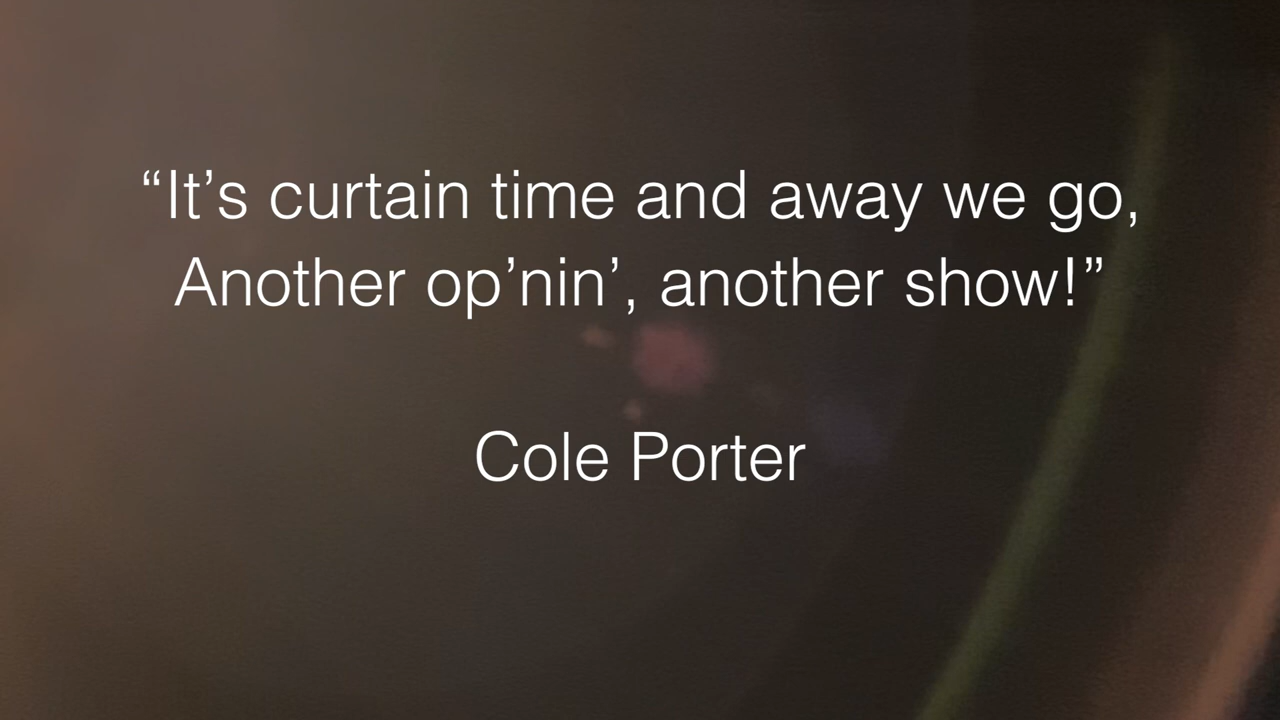 “It’s curtain time and away we go,
Another op’nin’, another show!”
Cole Porter